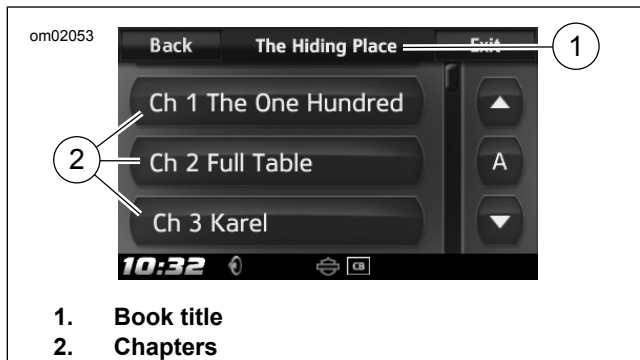 om02053
Back The Hiding Place Exit 1
Ch 1 The One Hundred
2 Ch 2 Full Table A
Ch 3 Karel
10:32 CB
1. Book title
2. Chapters